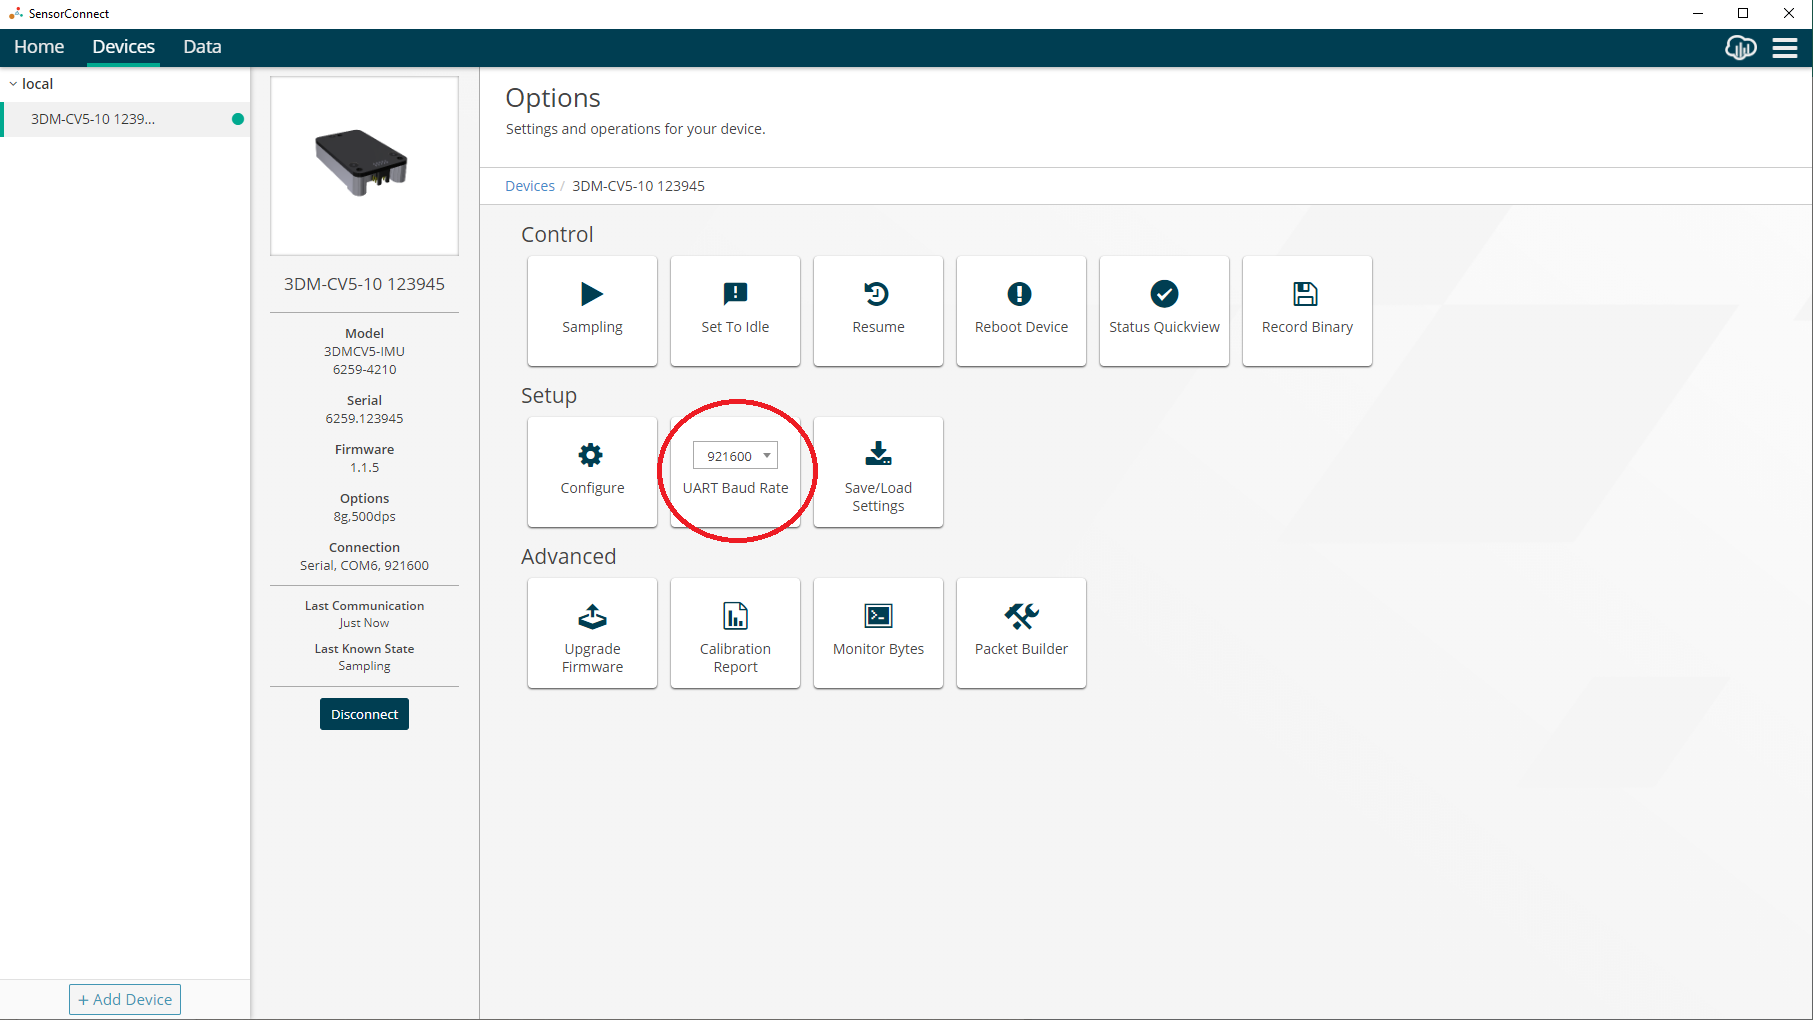 SensorConnect
Home Devices Data
local
3DM-CV5-10 1239...
+ Add Device
3DM-CV5-10 123945
Model
3DMCV5-IMU
6259-4210
Serial
6259.123945
Firmware
1.1.5
Options
8g,500dps
Connection
Serial, COM6, 921600
Last Communication
Just Now
Last Known State
Sampling
Disconnect
Options
Settings and operations for your device.
Devices / 3DM-CV5-10 123945
Control
Sampling
Set To Idle
Resume
Reboot Device
Status Quickview
Record Binary
Setup
Configure
921600
UART Baud Rate
Save/Load
Settings
Advanced
Upgrade
Firmware
Calibration
Report
Monitor Bytes
Packet Builder